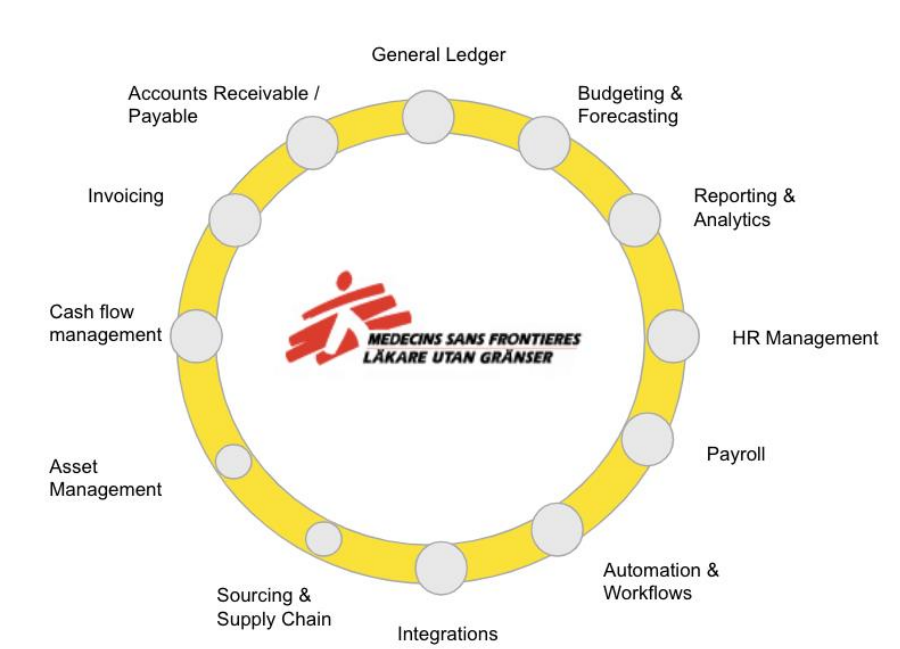 General Ledger
Accounts Receivable /
Payable
Budgeting &
Forecasting
Invoicing
Reporting &
Analytics
Cash flow
management
MEDECINS SANS FRONTIERES
LÄKARE UTAN GRÄNSER
HR Management
Asset
Management
Payroll
Sourcing &
Supply Chain
Automation &
Workflows
Integrations